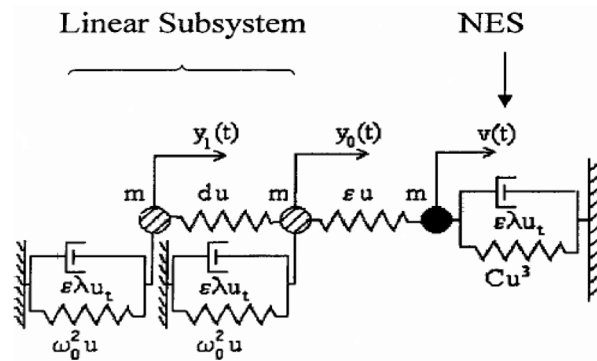 Linear Subsystem NES
y₁(t) y₀(t) v(t)
m du m εu m
ελuₜ
Cu³
ελuₜ ελuₜ
ω₀²u ω₀²u